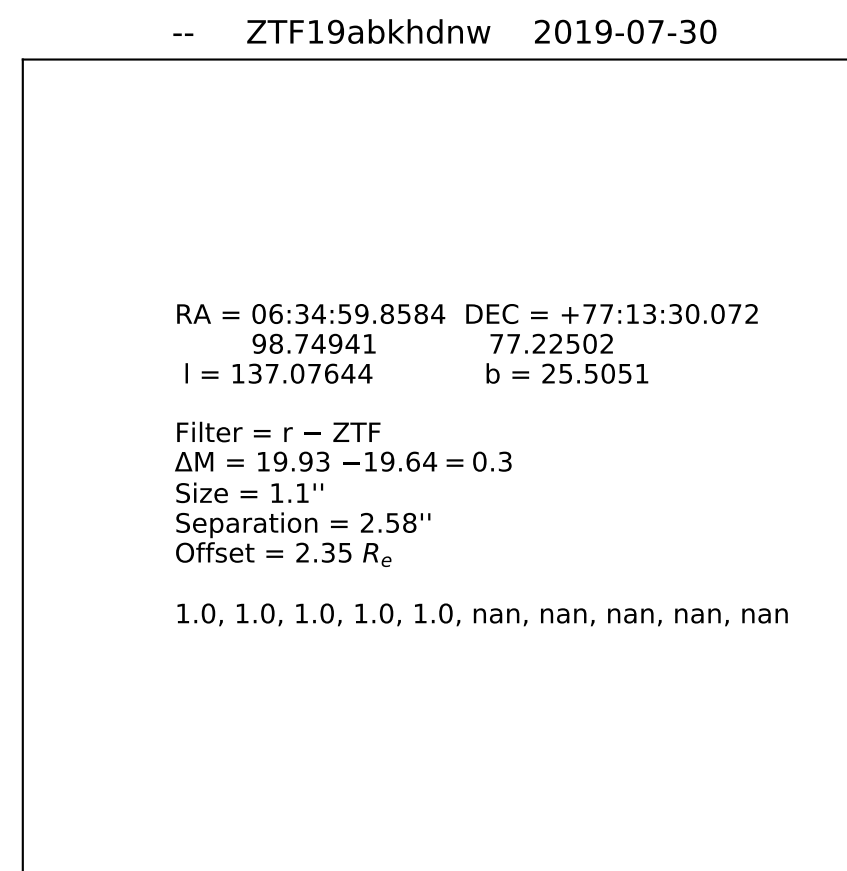 -- ZTF19abkhdnw 2019-07-30
RA = 06:34:59.8584 DEC = +77:13:30.072
98.74941 77.22502
l = 137.07644 b = 25.5051
Filter = r − ZTF
ΔM = 19.93 −19.64 = 0.3
Size = 1.1''
Separation = 2.58''
Offset = 2.35 Rₑ
1.0, 1.0, 1.0, 1.0, 1.0, nan, nan, nan, nan, nan